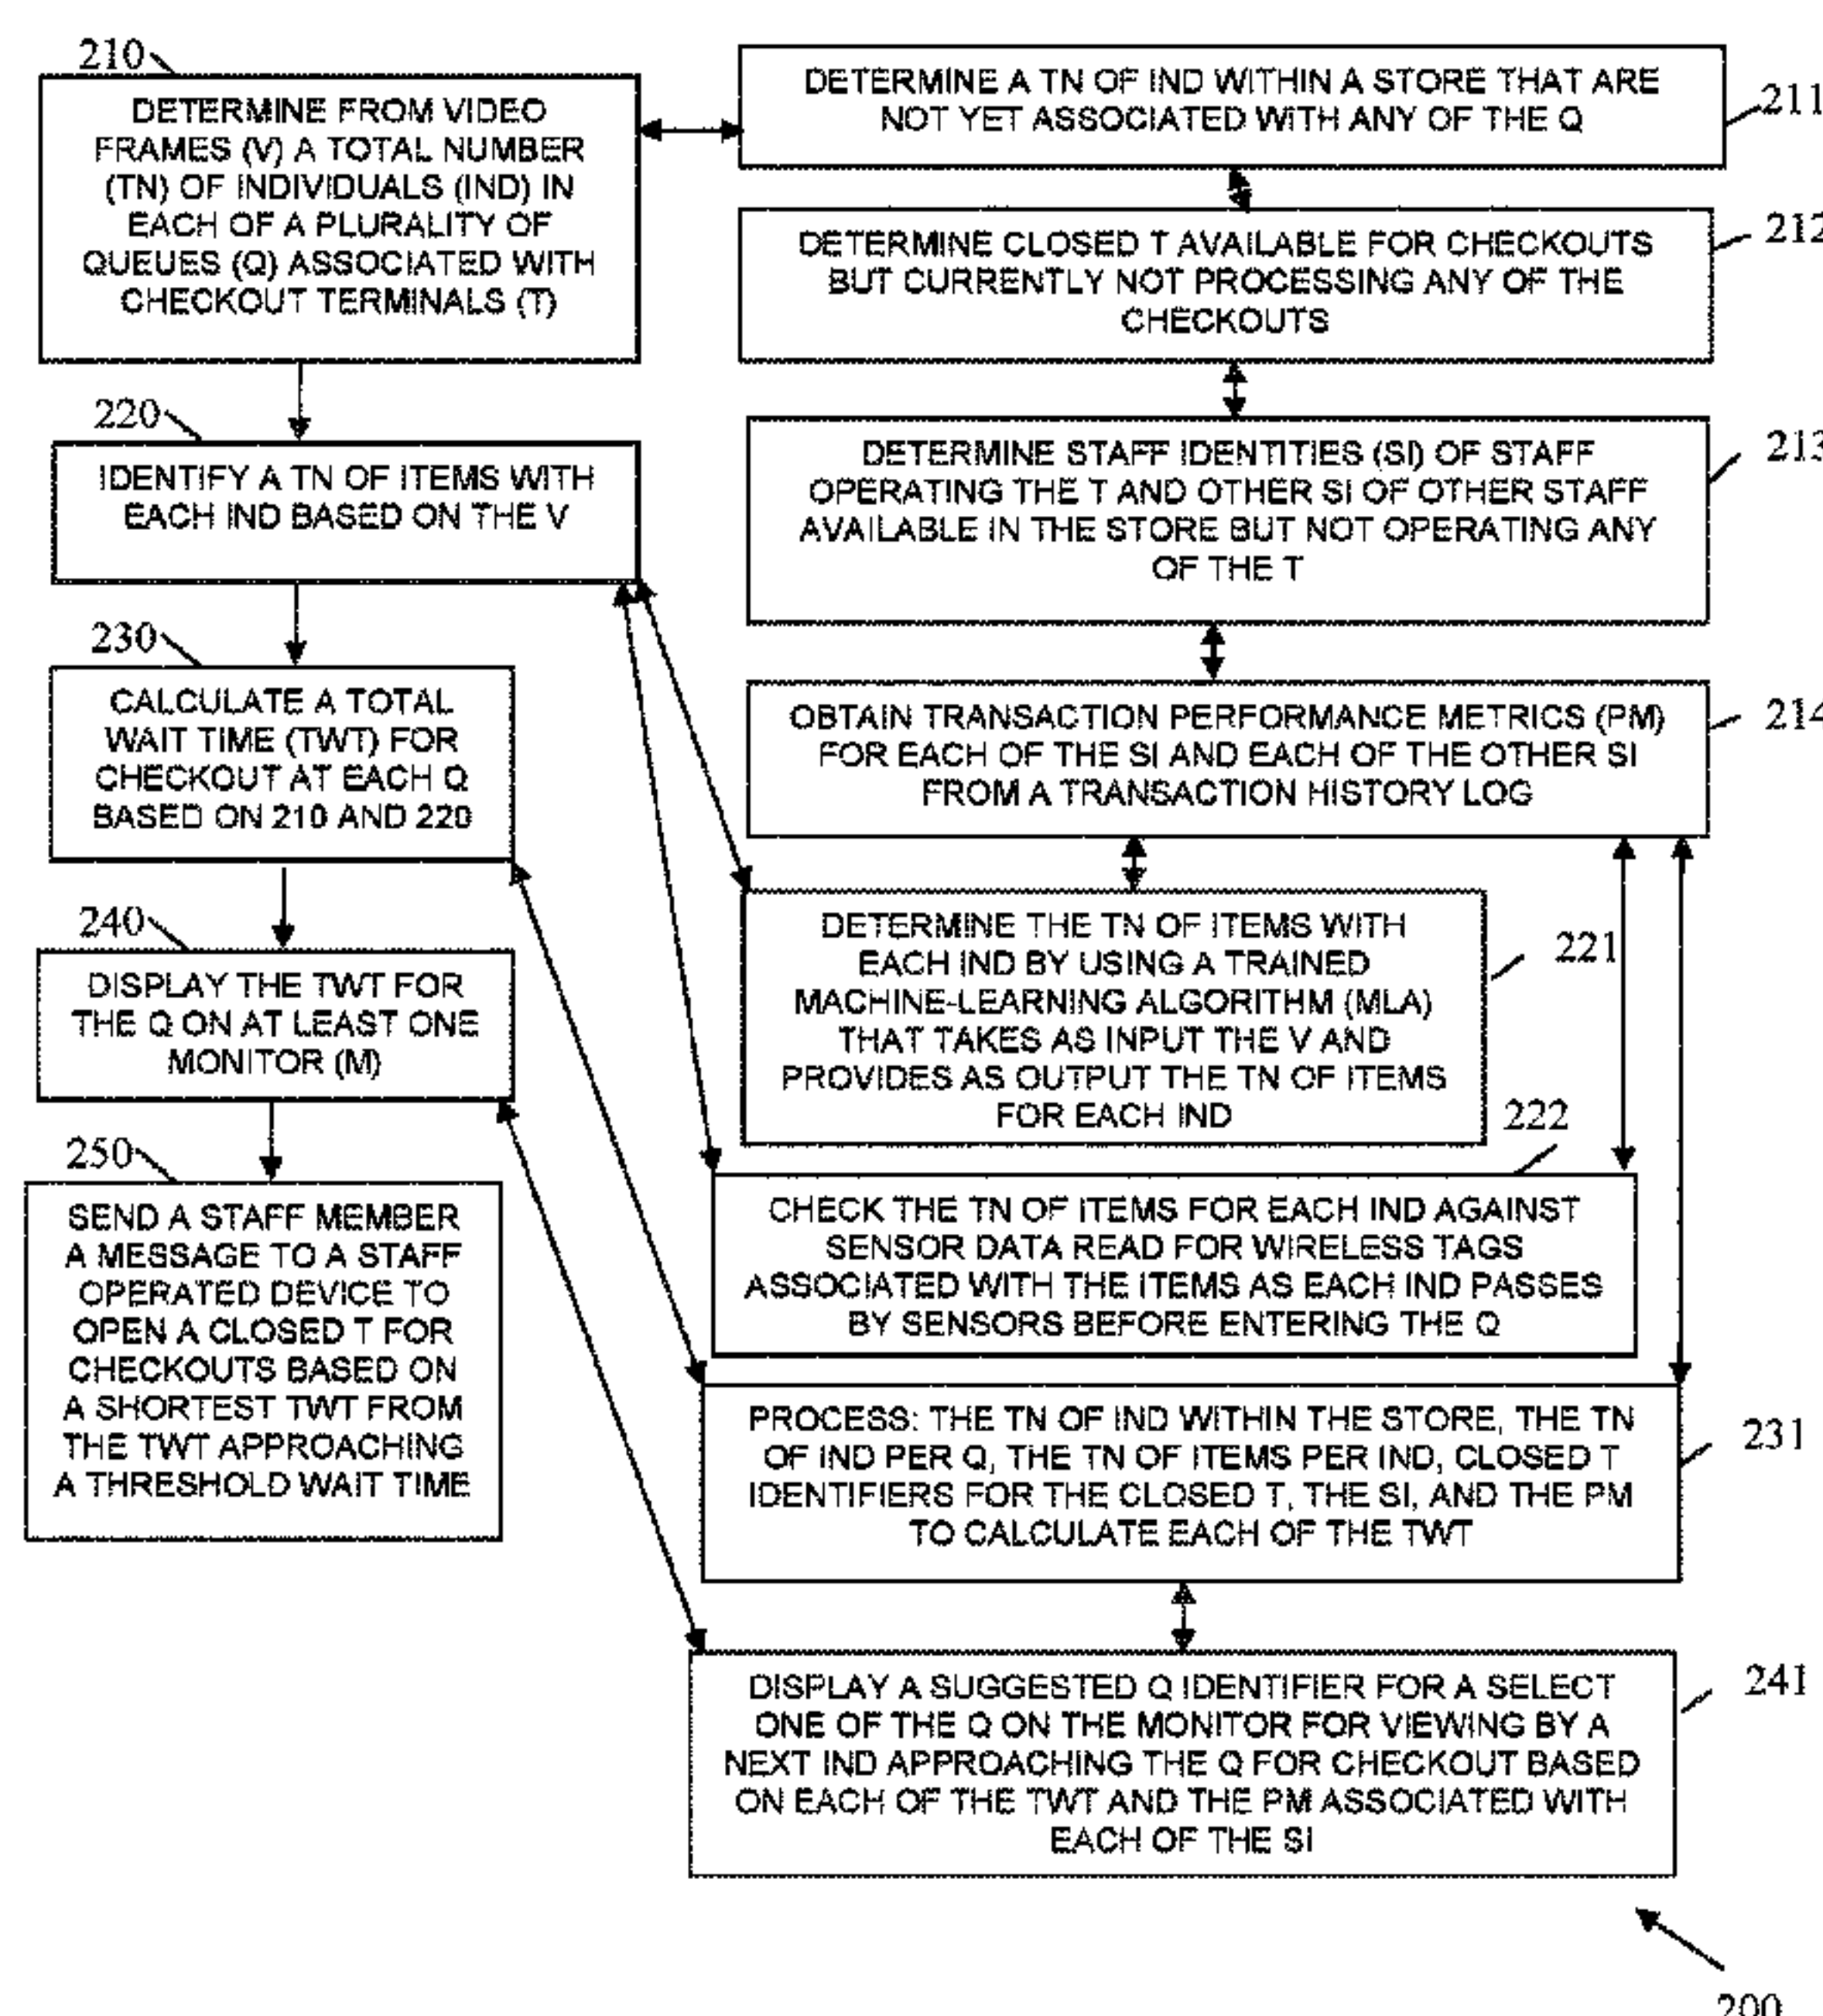 210
DETERMINE FROM VIDEO
FRAMES (V) A TOTAL NUMBER
(TN) OF INDIVIDUALS (IND) IN
EACH OF A PLURALITY OF
QUEUES (Q) ASSOCIATED WITH
CHECKOUT TERMINALS (T)
DETERMINE A TN OF IND WITHIN A STORE THAT ARE
NOT YET ASSOCIATED WITH ANY OF THE Q
211
DETERMINE CLOSED T AVAILABLE FOR CHECKOUTS
BUT CURRENTLY NOT PROCESSING ANY OF THE
CHECKOUTS
212
220
IDENTIFY A TN OF ITEMS WITH
EACH IND BASED ON THE V
DETERMINE STAFF IDENTITIES (SI) OF STAFF
OPERATING THE T AND OTHER SI OF OTHER STAFF
AVAILABLE IN THE STORE BUT NOT OPERATING ANY
OF THE T
213
230
CALCULATE A TOTAL
WAIT TIME (TWT) FOR
CHECKOUT AT EACH Q
BASED ON 210 AND 220
OBTAIN TRANSACTION PERFORMANCE METRICS (PM)
FOR EACH OF THE SI AND EACH OF THE OTHER SI
FROM A TRANSACTION HISTORY LOG
214
240
DISPLAY THE TWT FOR
THE Q ON AT LEAST ONE
MONITOR (M)
DETERMINE THE TN OF ITEMS WITH
EACH IND BY USING A TRAINED
MACHINE-LEARNING ALGORITHM (MLA)
THAT TAKES AS INPUT THE V AND
PROVIDES AS OUTPUT THE TN OF ITEMS
FOR EACH IND
221
250
SEND A STAFF MEMBER
A MESSAGE TO A STAFF
OPERATED DEVICE TO
OPEN A CLOSED T FOR
CHECKOUTS BASED ON
A SHORTEST TWT FROM
THE TWT APPROACHING
A THRESHOLD WAIT TIME
222
CHECK THE TN OF ITEMS FOR EACH IND AGAINST
SENSOR DATA READ FOR WIRELESS TAGS
ASSOCIATED WITH THE ITEMS AS EACH IND PASSES
BY SENSORS BEFORE ENTERING THE Q
PROCESS: THE TN OF IND WITHIN THE STORE, THE TN
OF IND PER Q, THE TN OF ITEMS PER IND, CLOSED T
IDENTIFIERS FOR THE CLOSED T, THE SI, AND THE PM
TO CALCULATE EACH OF THE TWT
231
DISPLAY A SUGGESTED Q IDENTIFIER FOR A SELECT
ONE OF THE Q ON THE MONITOR FOR VIEWING BY A
NEXT IND APPROACHING THE Q FOR CHECKOUT BASED
ON EACH OF THE TWT AND THE PM ASSOCIATED WITH
EACH OF THE SI
241
200